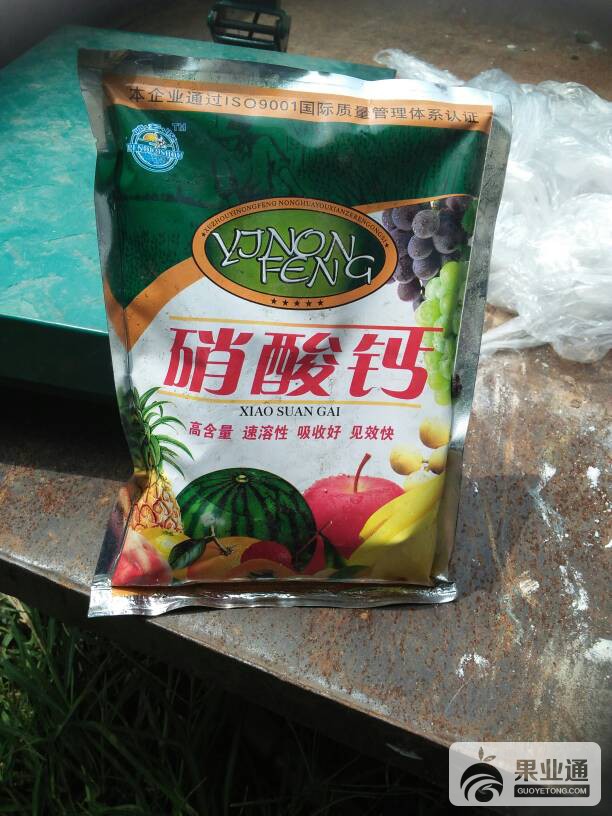 本企业通过ISO9001国际质量管理体系认证
TM
YINON
FENG
硝酸钙
XIAO SUAN GAI
高含量 速溶性 吸收好 见效快
果业通
GUOYETONG.COM